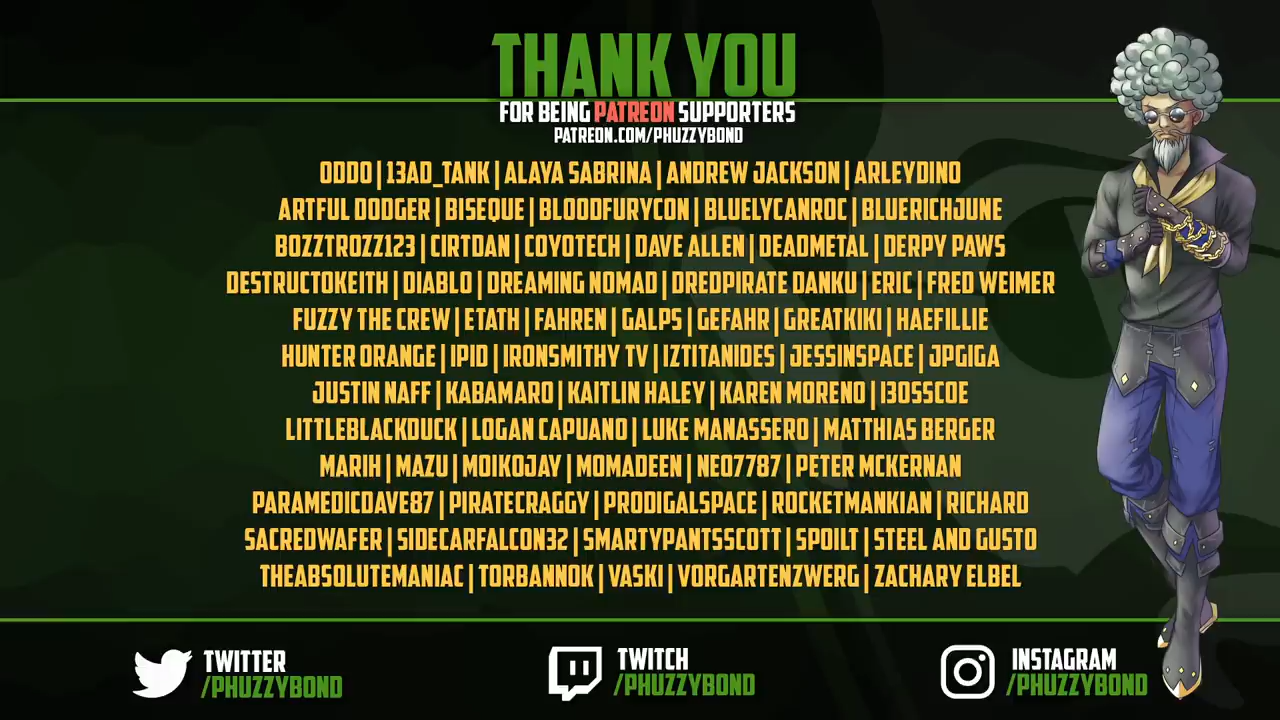 THANK YOU
FOR BEING PATREON SUPPORTERS
PATREON.COM/PHUZZYBOND
ODDO | 13AD_TANK | ALAYA SABRINA | ANDREW JACKSON | ARLEYDINO
ARTFUL DODGER | BISEQUE | BLOODFURYCON | BLUELYCANROC | BLUERICHJUNE
BOZZTROZZ123 | CIRTDAN | COYOTECH | DAVE ALLEN | DEADMETAL | DERPY PAWS
DESTRUCTOKEITH | DIABLO | DREAMING NOMAD | DREDPIRATE DANKU | ERIC | FRED WEIMER
FUZZY THE CREW | ETATH | FAHREN | GALPS | GEFAHR | GREATKIKI | HAEFILLIE
HUNTER ORANGE | IPID | IRONSMITHY TV | IZTITANIDES | JESSINSPACE | JPGIGA
JUSTIN NAFF | KABAMARO | KAITLIN HALEY | KAREN MORENO | I30SSCOE
LITTLEBLACKDUCK | LOGAN CAPUANO | LUKE MANASSERO | MATTHIAS BERGER
MARIH | MAZU | MOIKOJAY | MOMADEEN | NEO7787 | PETER MCKERNAN
PARAMEDICDAVE87 | PIRATECRAGGY | PRODIGALSPACE | ROCKETMANKIAN | RICHARD
SACREDWAFER | SIDECARFALCON32 | SMARTYPANTSSCOTT | SPOILT | STEEL AND GUSTO
THEABSOLUTEMANIAC | TORBANNOK | VASKI | VORGARTENZWERG | ZACHARY ELBEL
TWITTER
/PHUZZYBOND
TWITCH
/PHUZZYBOND
INSTAGRAM
/PHUZZYBOND